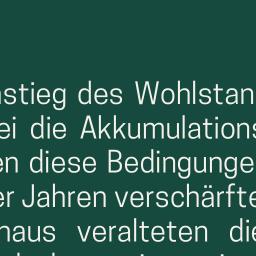 nstieg des Wohlstan
ei die Akkumulations
en diese Bedingunge
er Jahren verschärfte
haus veralteten die